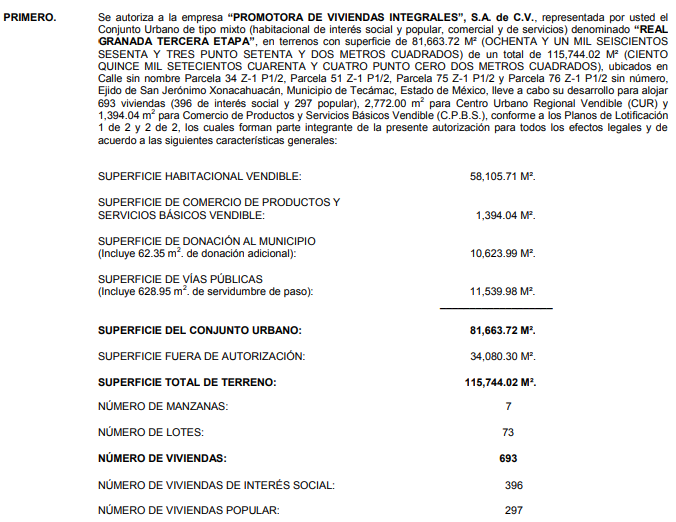 PRIMERO. Se autoriza a la empresa “PROMOTORA DE VIVIENDAS INTEGRALES”, S.A. de C.V., representada por usted el
Conjunto Urbano de tipo mixto (habitacional de interés social y popular, comercial y de servicios) denominado “REAL
GRANADA TERCERA ETAPA”, en terrenos con superficie de 81,663.72 M² (OCHENTA Y UN MIL SEISCIENTOS
SESENTA Y TRES PUNTO SETENTA Y DOS METROS CUADRADOS) de un total de 115,744.02 M² (CIENTO
QUINCE MIL SETECIENTOS CUARENTA Y CUATRO PUNTO CERO DOS METROS CUADRADOS), ubicados en
Calle sin nombre Parcela 34 Z-1 P1/2, Parcela 51 Z-1 P1/2, Parcela 75 Z-1 P1/2 y Parcela 76 Z-1 P1/2 sin número,
Ejido de San Jerónimo Xonacahuacán, Municipio de Tecámac, Estado de México, lleve a cabo su desarrollo para alojar
693 viviendas (396 de interés social y 297 popular), 2,772.00 m² para Centro Urbano Regional Vendible (CUR) y
1,394.04 m² para Comercio de Productos y Servicios Básicos Vendible (C.P.B.S.), conforme a los Planos de Lotificación
1 de 2 y 2 de 2, los cuales forman parte integrante de la presente autorización para todos los efectos legales y de
acuerdo a las siguientes características generales:
SUPERFICIE HABITACIONAL VENDIBLE: 58,105.71 M².
SUPERFICIE DE COMERCIO DE PRODUCTOS Y
SERVICIOS BÁSICOS VENDIBLE: 1,394.04 M².
SUPERFICIE DE DONACIÓN AL MUNICIPIO
(Incluye 62.35 m². de donación adicional): 10,623.99 M².
SUPERFICIE DE VÍAS PÚBLICAS
(Incluye 628.95 m². de servidumbre de paso): 11,539.98 M².
SUPERFICIE DEL CONJUNTO URBANO: 81,663.72 M².
SUPERFICIE FUERA DE AUTORIZACIÓN: 34,080.30 M².
SUPERFICIE TOTAL DE TERRENO: 115,744.02 M².
NÚMERO DE MANZANAS: 7
NÚMERO DE LOTES: 73
NÚMERO DE VIVIENDAS: 693
NÚMERO DE VIVIENDAS DE INTERÉS SOCIAL: 396
NÚMERO DE VIVIENDAS POPULAR: 297